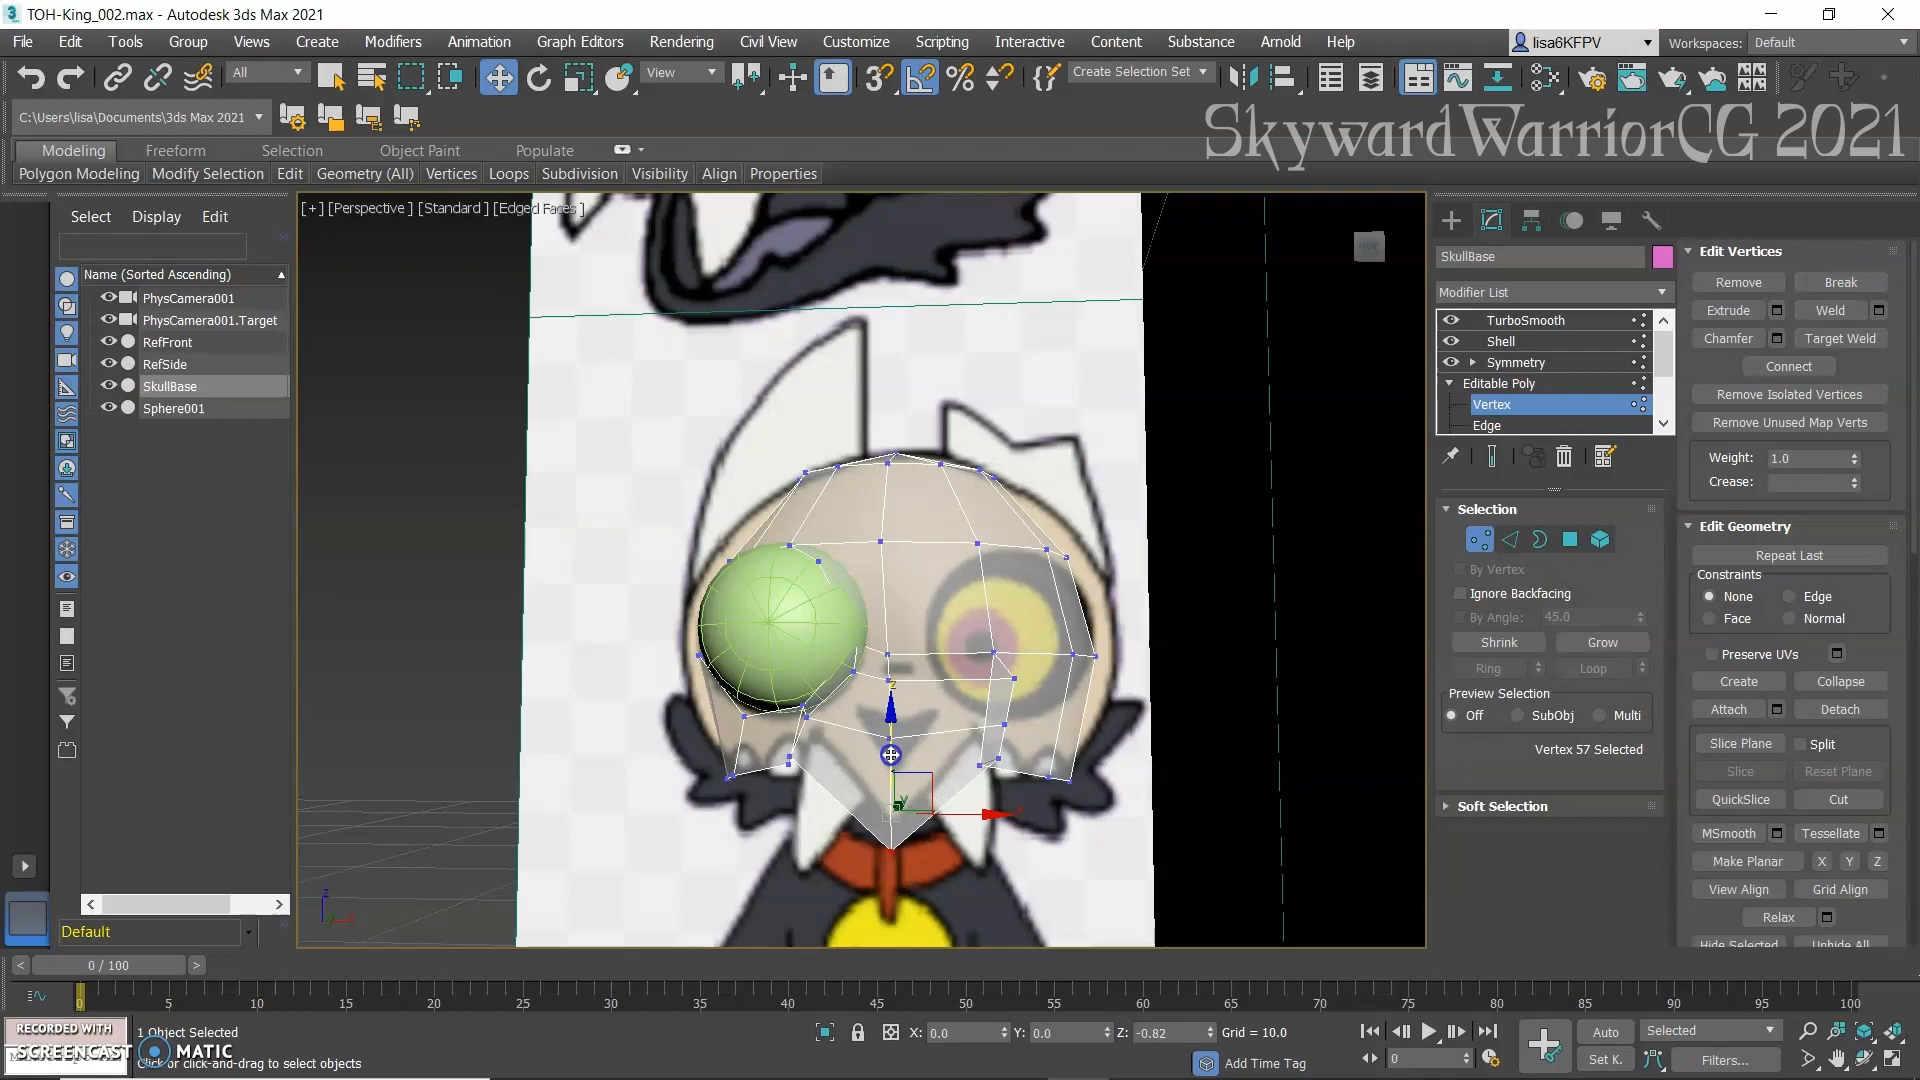 TOH-King_002.max - Autodesk 3ds Max 2021
File Edit Tools Group Views Create Modifiers Animation Graph Editors Rendering Civil View Customize Scripting Interactive Content Substance Arnold Help
lisa6KFPV
Workspaces: Default
All
View
Create Selection Set
C:\Users\lisa\Documents\3ds Max 2021
SkywardWarriorCG 2021
Modeling Freeform Selection Object Paint Populate
Polygon Modeling Modify Selection Edit Geometry (All) Vertices Loops Subdivision Visibility Align Properties
Select Display Edit
Name (Sorted Ascending)
PhysCamera001
PhysCamera001.Target
RefFront
RefSide
SkullBase
Sphere001
Default
[+] [Perspective ] [Standard ] [Edged Faces ]
z
y
x
SkullBase
Modifier List
TurboSmooth
Shell
Symmetry
Editable Poly
Vertex
Edge
Selection
By Vertex
Ignore Backfacing
By Angle: 45.0
Shrink Grow
Ring Loop
Preview Selection
Off SubObj Multi
Vertex 57 Selected
Soft Selection
Edit Vertices
Remove Break
Extrude Weld
Chamfer Target Weld
Connect
Remove Isolated Vertices
Remove Unused Map Verts
Weight: 1.0
Crease:
Edit Geometry
Repeat Last
Constraints
None Edge
Face Normal
Preserve UVs
Create Collapse
Attach Detach
Slice Plane Split
Slice Reset Plane
QuickSlice Cut
MSmooth Tessellate
Make Planar X Y Z
View Align Grid Align
Relax
Hide Selected Unhide All
0 / 100
0 5 10 15 20 25 30 35 40 45 50 55 60 65 70 75 80 85 90 95 100
RECORDED WITH
SCREENCAST MATIC
1 Object Selected
Click or click-and-drag to select objects
X: 0.0 Y: 0.0 Z: -0.82 Grid = 10.0
Add Time Tag
Auto Selected
0
Set K. Filters...